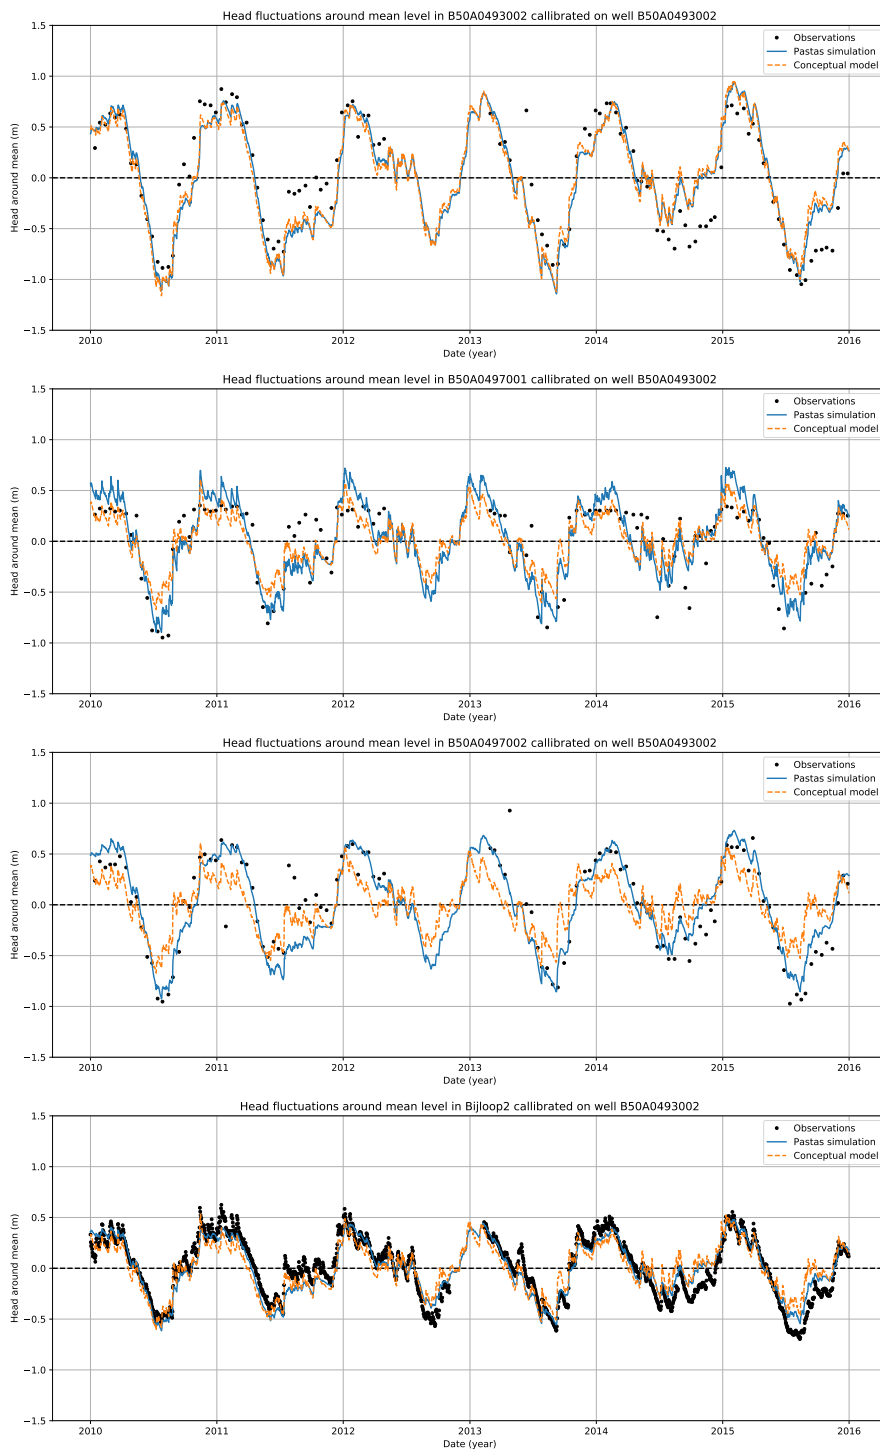 Head fluctuations around mean level in B50A0493002 callibrated on well B50A0493002
Observations
Pastas simulation
Conceptual model
1.5
1.0
0.5
0.0
−0.5
−1.0
−1.5
Head around mean (m)
2010 2011 2012 2013 2014 2015 2016
Date (year)
Head fluctuations around mean level in B50A0497001 callibrated on well B50A0493002
Observations
Pastas simulation
Conceptual model
1.5
1.0
0.5
0.0
−0.5
−1.0
−1.5
Head around mean (m)
2010 2011 2012 2013 2014 2015 2016
Date (year)
Head fluctuations around mean level in B50A0497002 callibrated on well B50A0493002
Observations
Pastas simulation
Conceptual model
1.5
1.0
0.5
0.0
−0.5
−1.0
−1.5
Head around mean (m)
2010 2011 2012 2013 2014 2015 2016
Date (year)
Head fluctuations around mean level in Bijloop2 callibrated on well B50A0493002
Observations
Pastas simulation
Conceptual model
1.5
1.0
0.5
0.0
−0.5
−1.0
−1.5
Head around mean (m)
2010 2011 2012 2013 2014 2015 2016
Date (year)